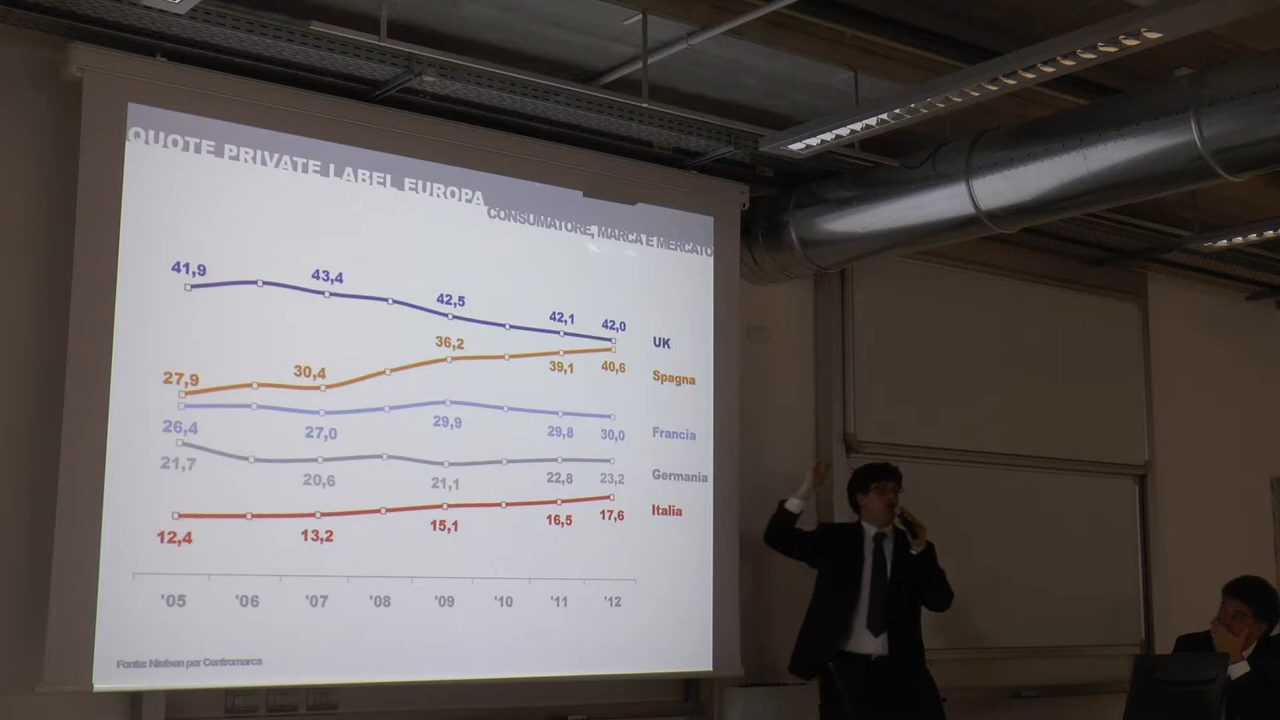 QUOTE PRIVATE LABEL EUROPA
CONSUMATORE, MARCA E MERCATO
41,9 43,4 42,5 42,1 42,0 UK
27,9 30,4 36,2 39,1 40,6 Spagna
26,4 27,0 29,9 29,8 30,0 Francia
21,7 20,6 21,1 22,8 23,2 Germania
12,4 13,2 15,1 16,5 17,6 Italia
'05 '06 '07 '08 '09 '10 '11 '12
Fonte: Nielsen per Centromarca